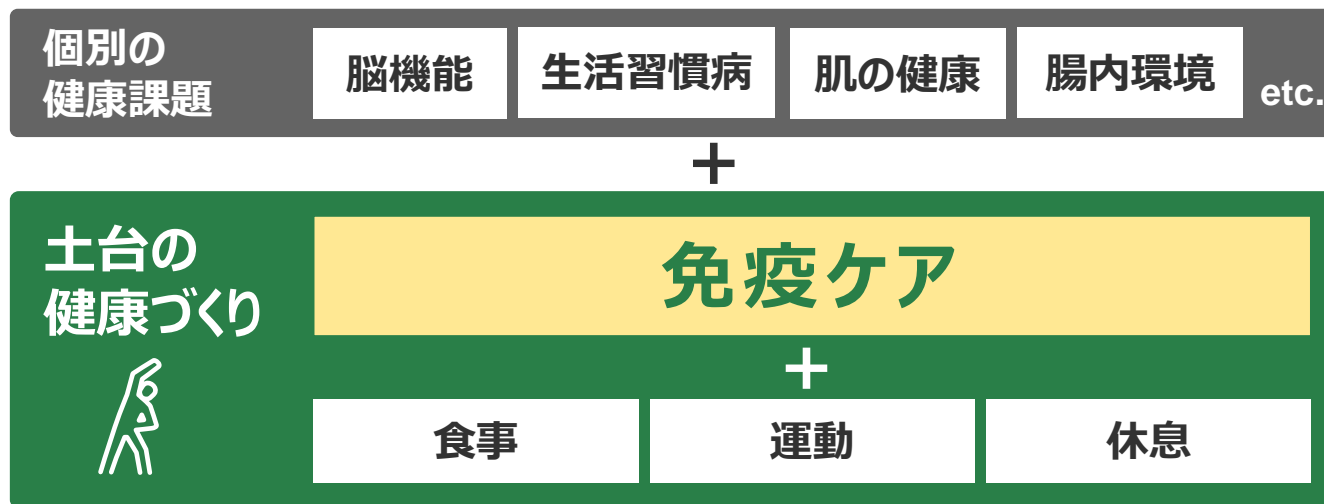 個別の
健康課題
脳機能
生活習慣病
肌の健康
腸内環境
etc.
+
土台の
健康づくり
免疫ケア
+
食事
運動
休息